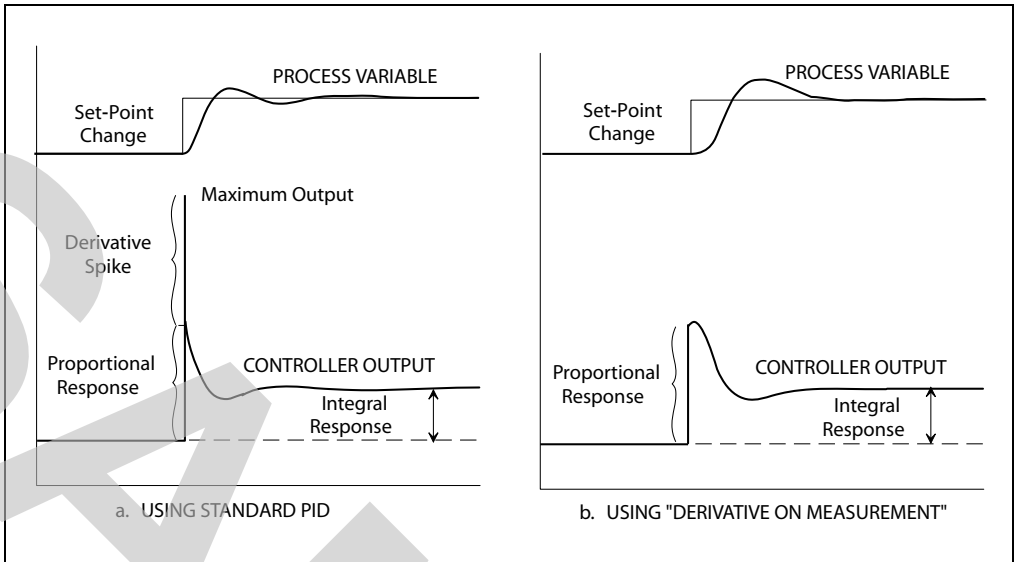 PROCESS VARIABLE
Set-Point
Change
Maximum Output
Derivative
Spike
Proportional
Response
CONTROLLER OUTPUT
Integral
Response
a. USING STANDARD PID
PROCESS VARIABLE
Set-Point
Change
Proportional
Response
CONTROLLER OUTPUT
Integral
Response
b. USING "DERIVATIVE ON MEASUREMENT"